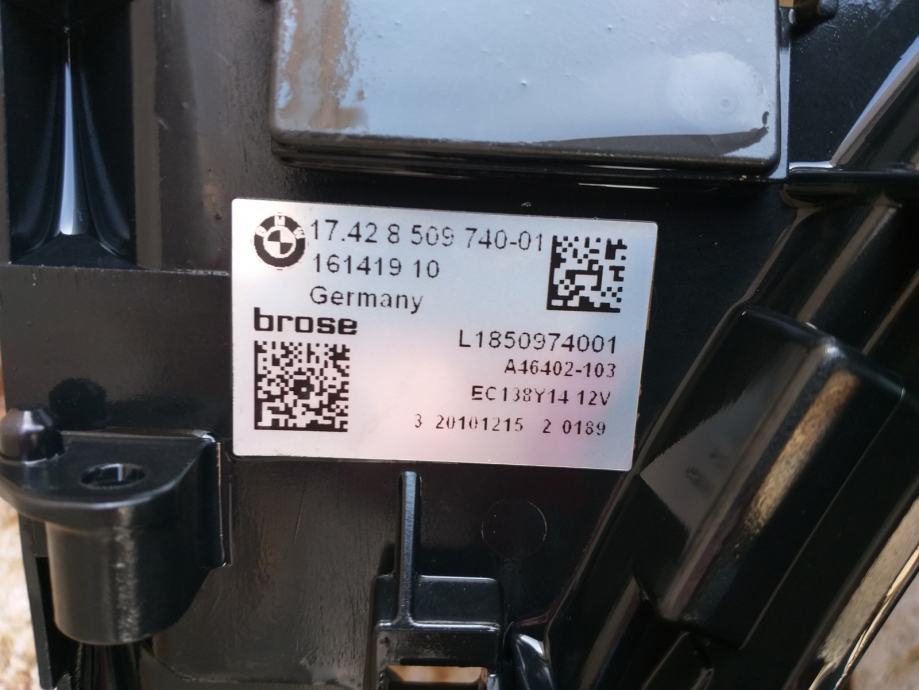 BMW
17.42 8 509 740-01
161419 10
Germany
brose
L1850974001
A46402-103
EC138Y14 12V
3 20101215 2 0189